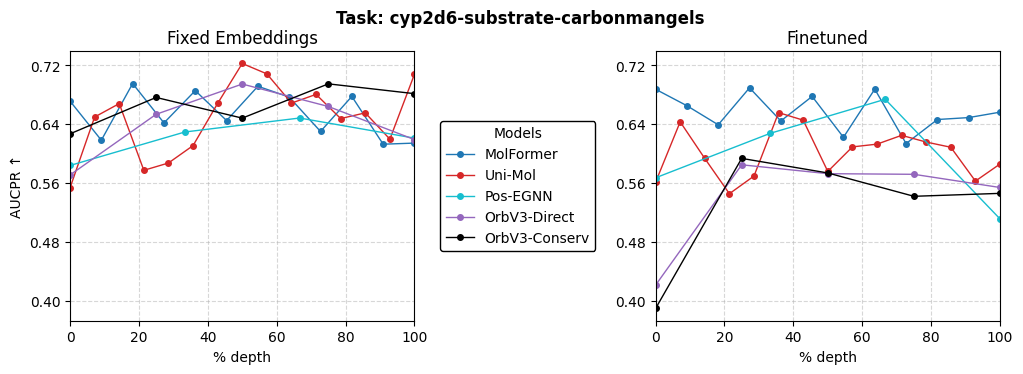 Task: cyp2d6-substrate-carbonmangels
Fixed Embeddings
AUCPR ↑
0.72
0.64
0.56
0.48
0.40
0
20
40
60
80
100
% depth
Models
MolFormer
Uni-Mol
Pos-EGNN
OrbV3-Direct
OrbV3-Conserv
Finetuned
0.72
0.64
0.56
0.48
0.40
0
20
40
60
80
100
% depth